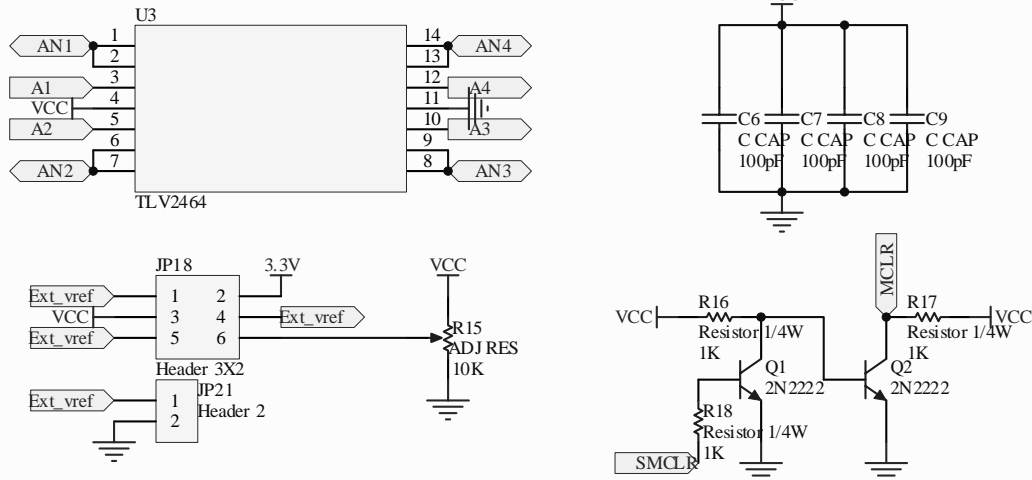 U3
AN1
1
2
A1
3
VCC
4
A2
5
6
AN2
7
14
13
AN4
12
A4
11
10
A3
9
8
AN3
TLV2464
C6
C CAP
100pF
C7
C CAP
100pF
C8
C CAP
100pF
C9
C CAP
100pF
JP18
Ext_vref
1
2
3.3V
VCC
3
4
Ext_vref
Ext_vref
5
6
Header 3X2
VCC
R15
ADJ RES
10K
JP21
Header 2
Ext_vref
1
2
MCLR
VCC
R16
Resistor 1/4W
1K
R17
Resistor 1/4W
1K
VCC
Q1
2N2222
Q2
2N2222
R18
Resistor 1/4W
1K
SMCLR